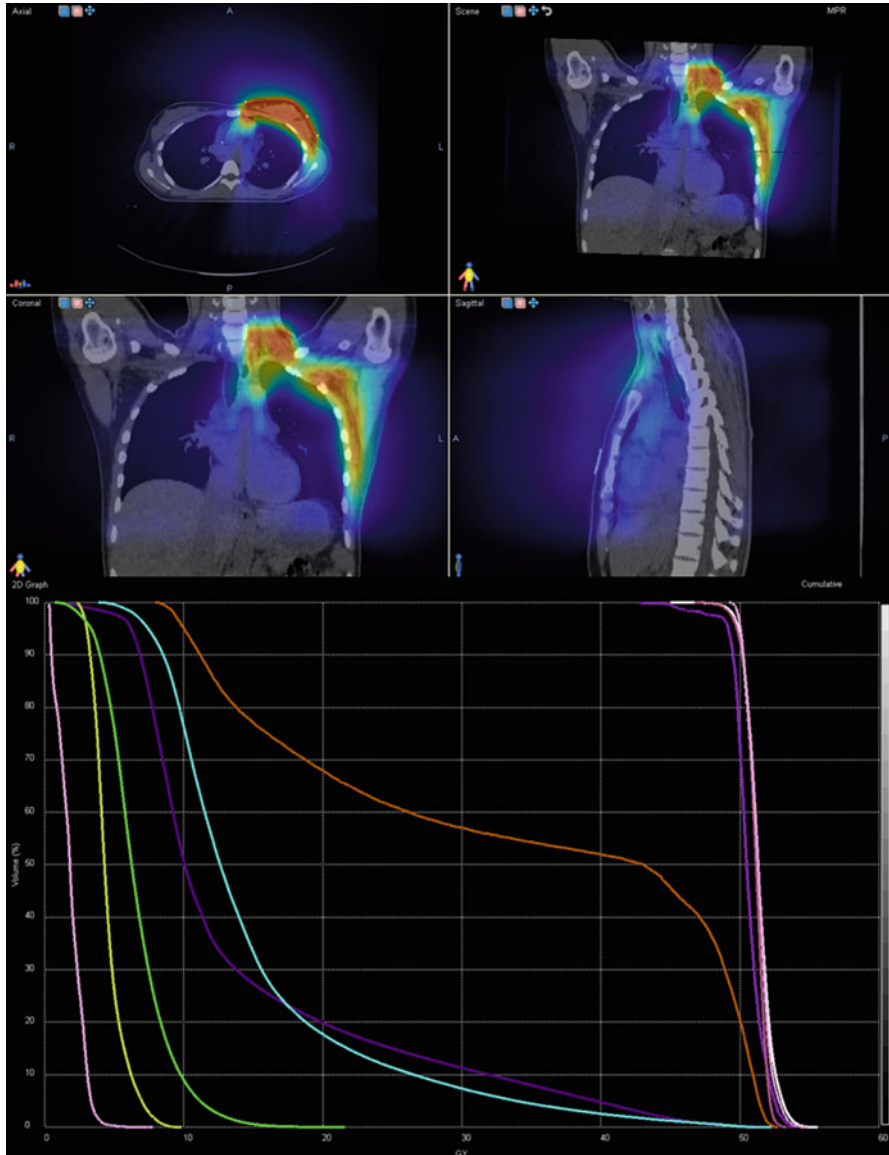 Axial
A
R
L
P
Scene
MPR
Coronal
R
L
Sagittal
A
P
2D Graph
Cumulative
100
90
80
70
60
50
40
30
20
10
0
Volume (%)
0 10 20 30 40 50 60
GY